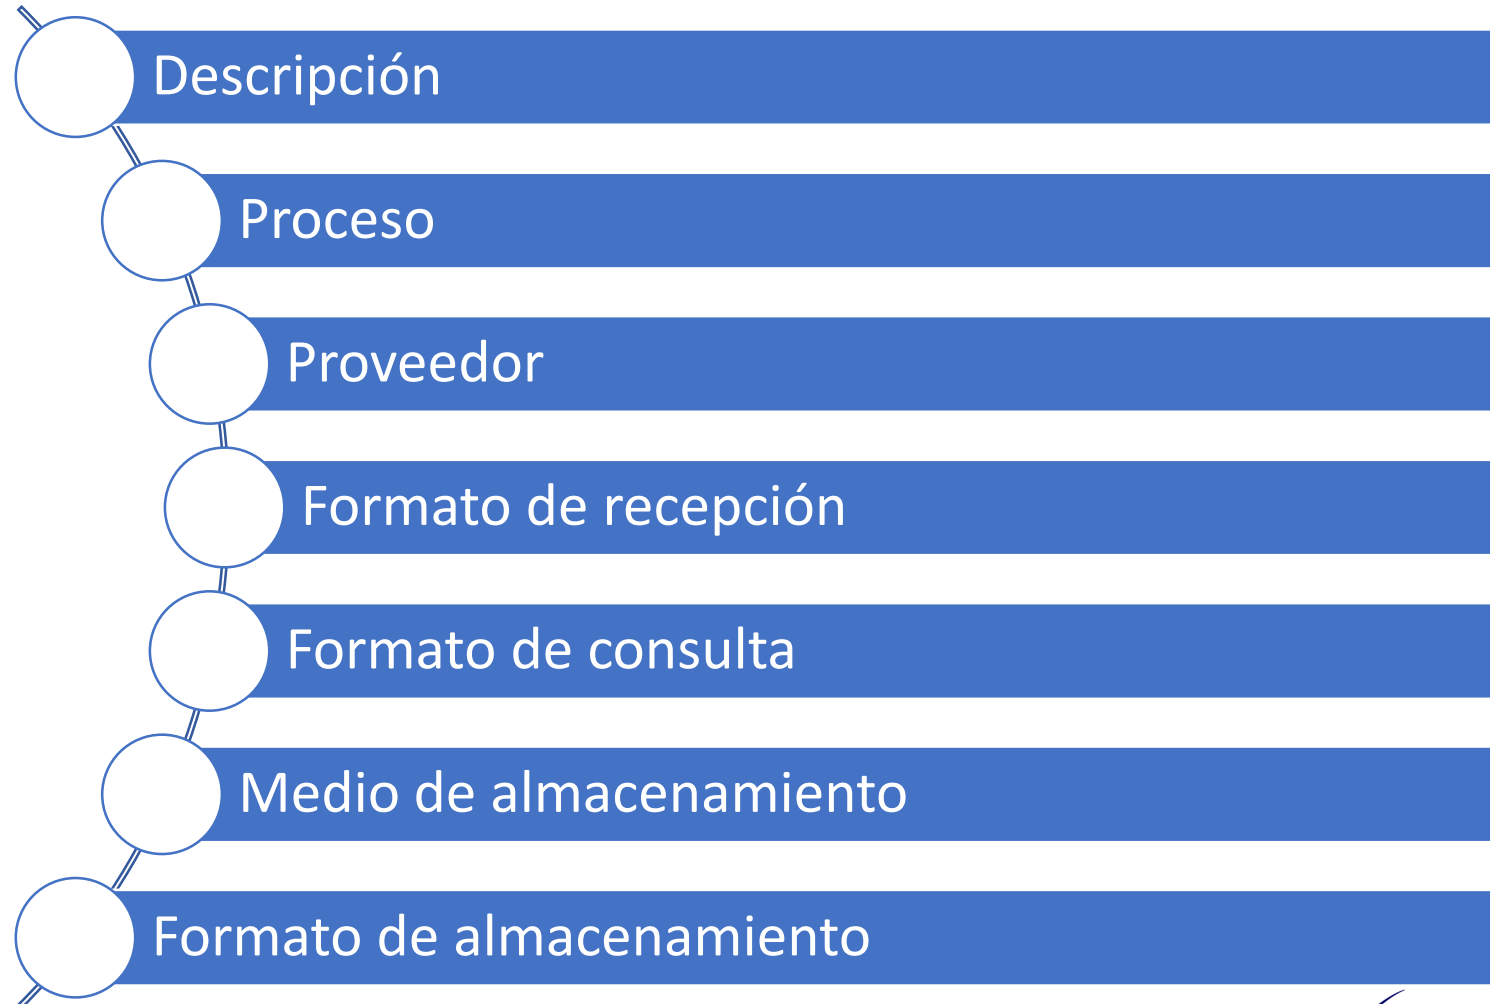 Descripción
Proceso
Proveedor
Formato de recepción
Formato de consulta
Medio de almacenamiento
Formato de almacenamiento